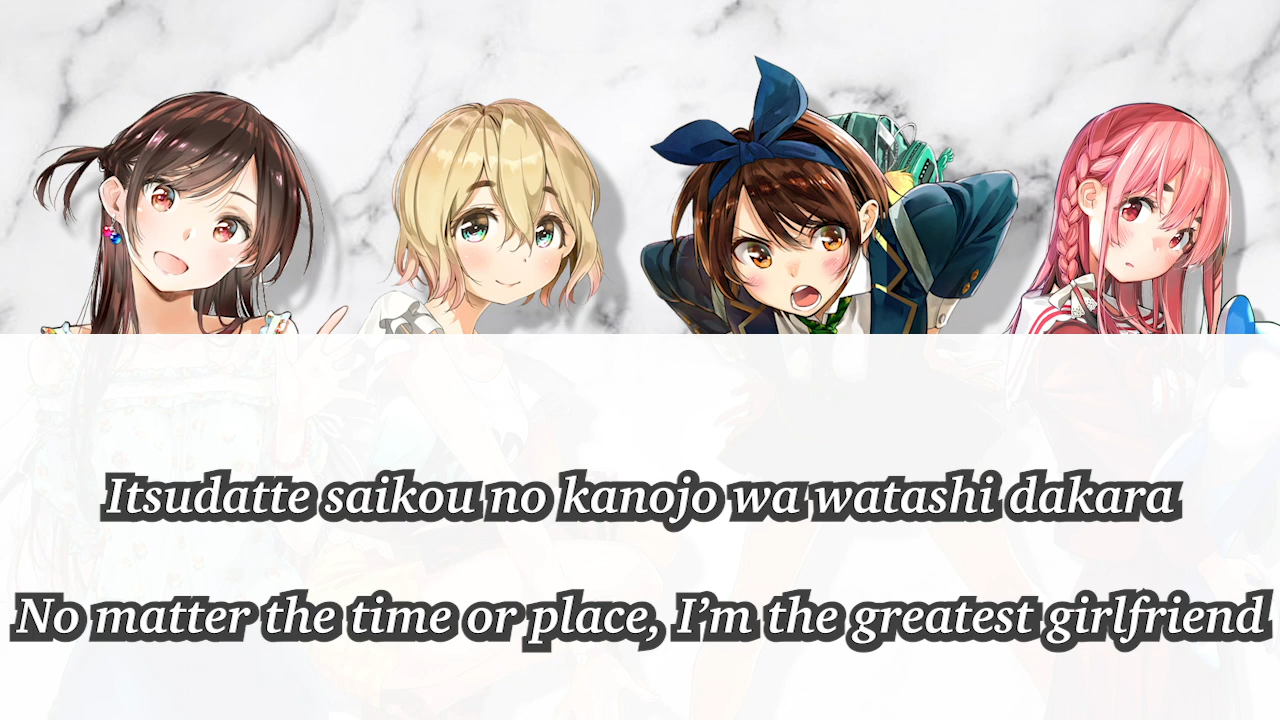 Itsudatte saikou no kanojo wa watashi dakara
No matter the time or place, I’m the greatest girlfriend